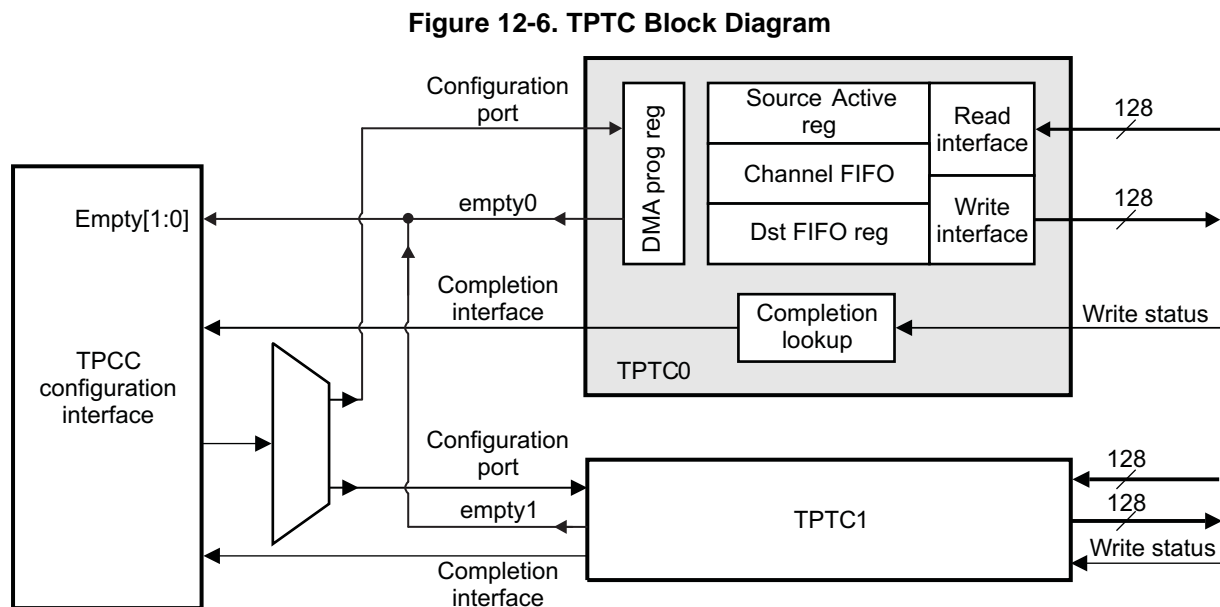 Figure 12-6. TPTC Block Diagram
Configuration
port
DMA prog reg
Source Active
reg
Channel FIFO
Dst FIFO reg
Read
interface
Write
interface
128
128
Empty[1:0]
empty0
Completion
interface
Completion
lookup
Write status
TPTC0
TPCC
configuration
interface
Configuration
port
empty1
Completion
interface
TPTC1
128
128
Write status